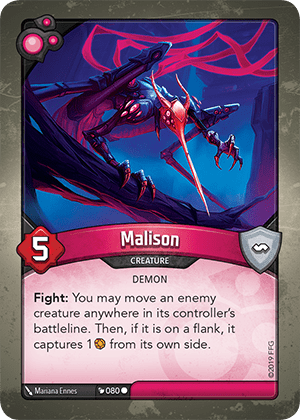 5
Malison
CREATURE
DEMON
Fight: You may move an enemy
creature anywhere in its controller's
battleline. Then, if it is on a flank, it
captures 1 from its own side.
Mariana Ennes
080
©2019 FFG